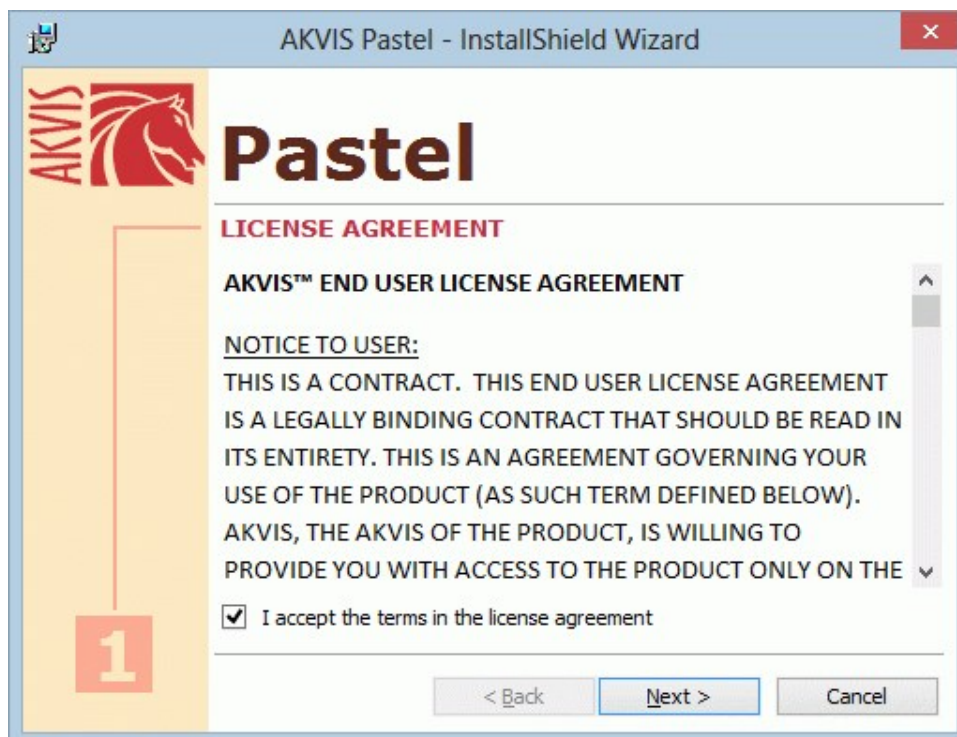 AKVIS Pastel - InstallShield Wizard
AKVIS
Pastel
LICENSE AGREEMENT
AKVIS™ END USER LICENSE AGREEMENT
NOTICE TO USER:
THIS IS A CONTRACT.  THIS END USER LICENSE AGREEMENT
IS A LEGALLY BINDING CONTRACT THAT SHOULD BE READ IN
ITS ENTIRETY. THIS IS AN AGREEMENT GOVERNING YOUR
USE OF THE PRODUCT (AS SUCH TERM DEFINED BELOW).
AKVIS, THE AKVIS OF THE PRODUCT, IS WILLING TO
PROVIDE YOU WITH ACCESS TO THE PRODUCT ONLY ON THE
I accept the terms in the license agreement
1
< Back Next > Cancel